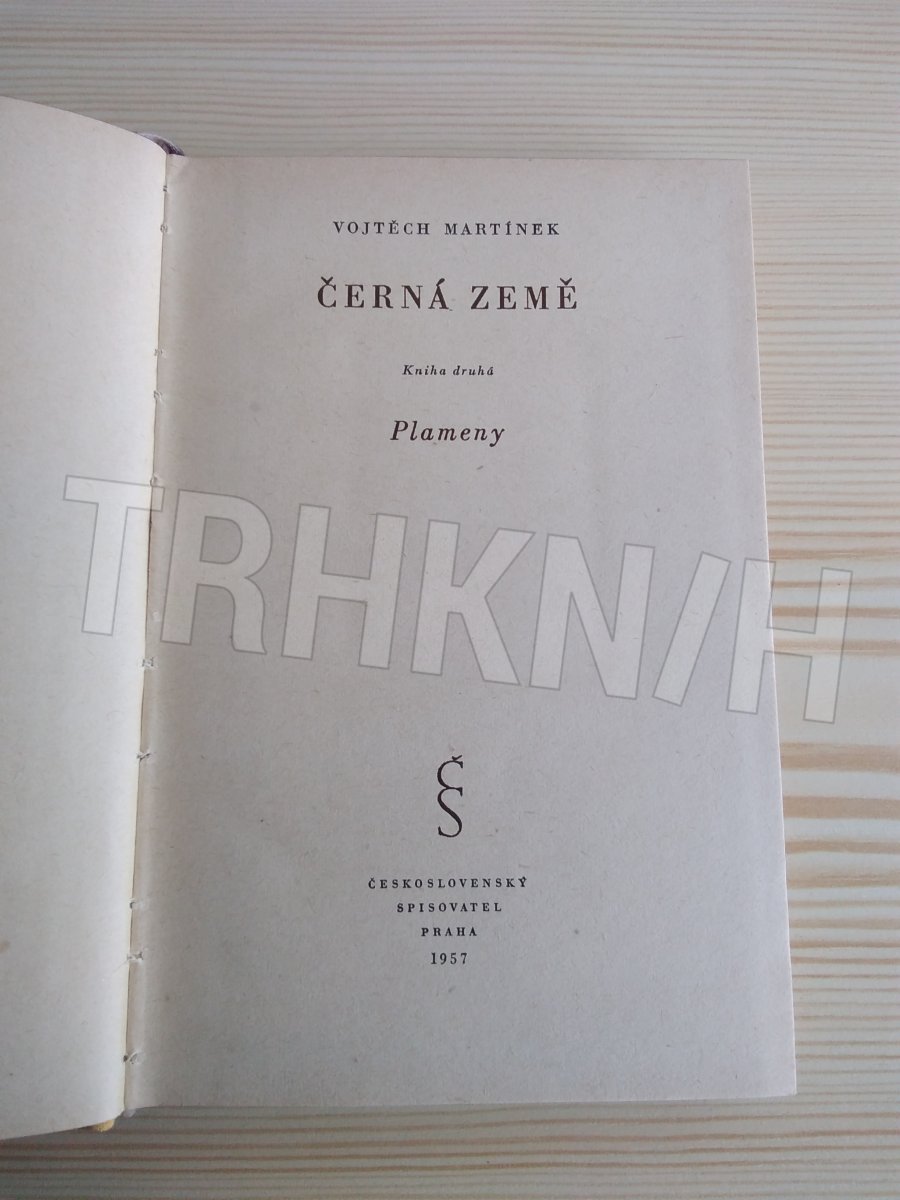 VOJTĚCH MARTÍNEK
ČERNÁ ZEMĚ
Kniha druhá
Plameny
TRHKNIH
ČS
ČESKOSLOVENSKÝ
SPISOVATEL
PRAHA
1957